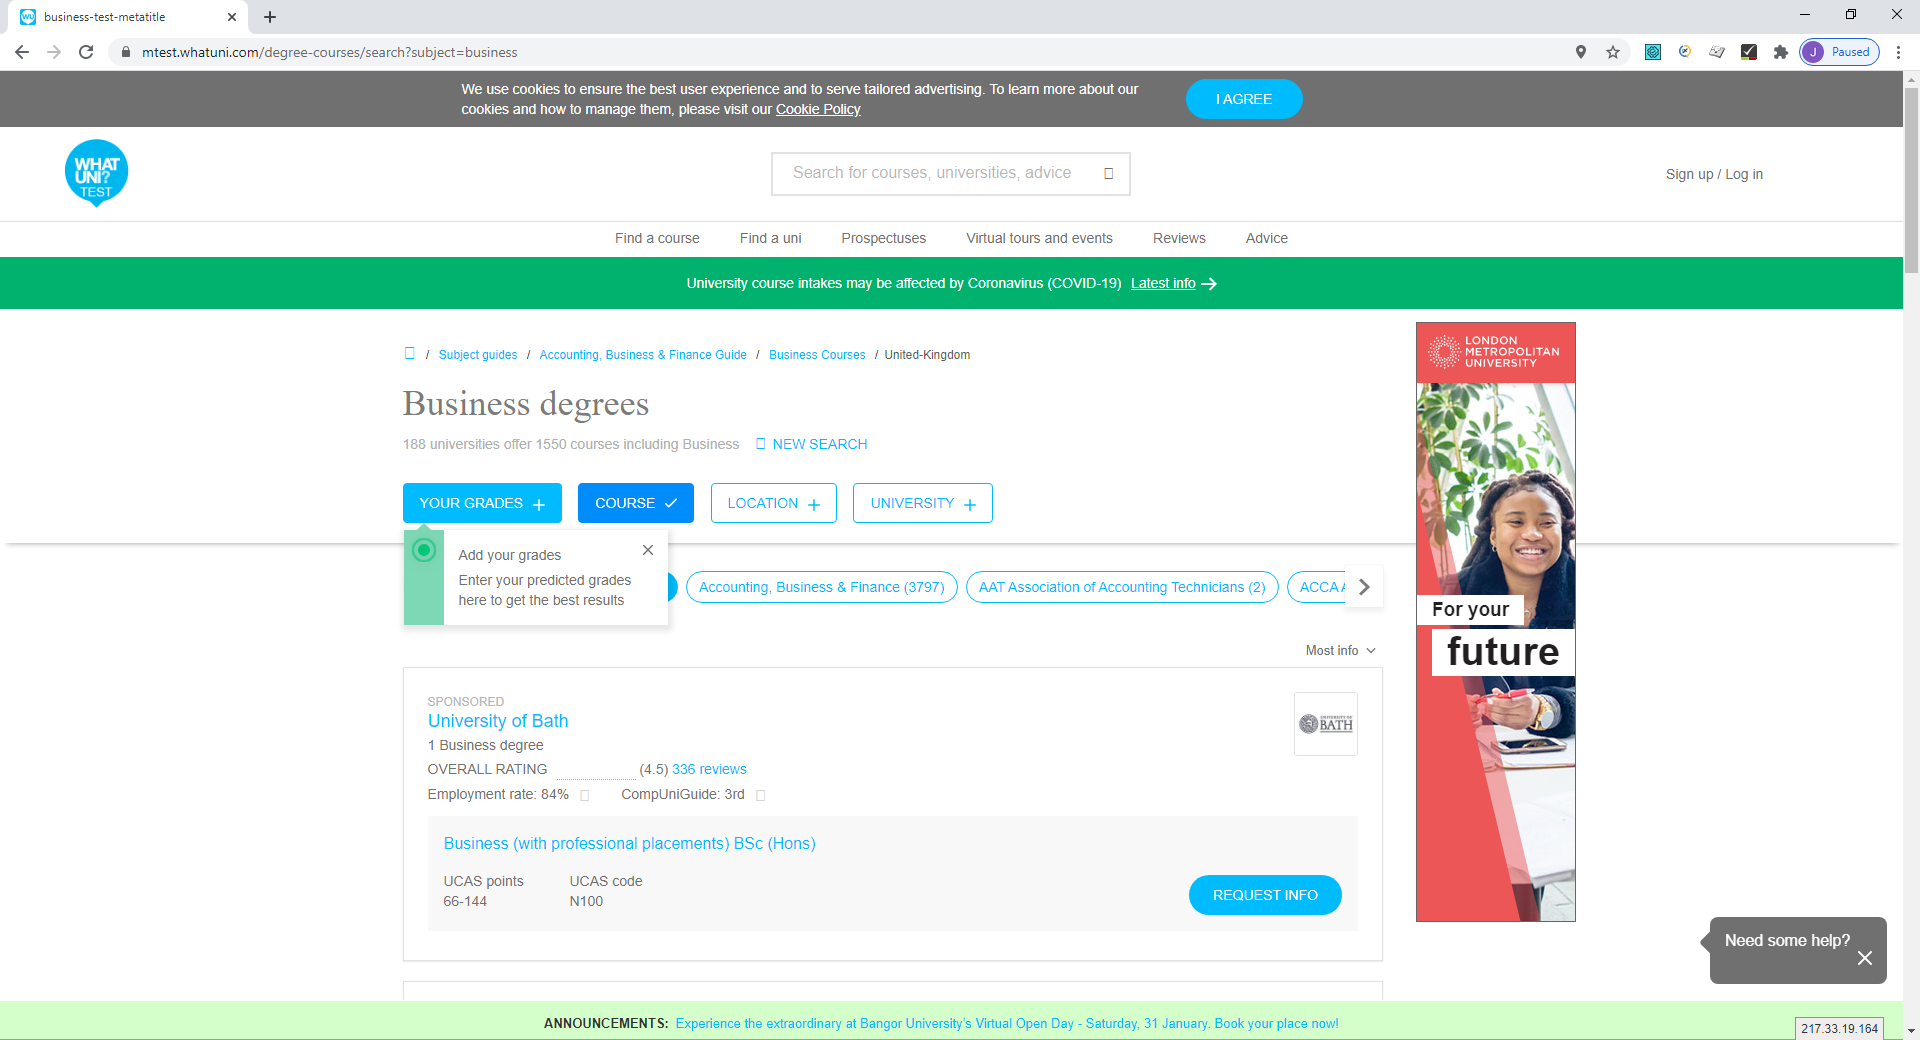 business-test-metatitle
mtest.whatuni.com/degree-courses/search?subject=business
J Paused
We use cookies to ensure the best user experience and to serve tailored advertising. To learn more about our
cookies and how to manage them, please visit our Cookie Policy
I AGREE
WHAT
UNI?
TEST
Search for courses, universities, advice
Sign up / Log in
Find a course Find a uni Prospectuses Virtual tours and events Reviews Advice
University course intakes may be affected by Coronavirus (COVID-19) Latest info
/ Subject guides / Accounting, Business & Finance Guide / Business Courses / United-Kingdom
Business degrees
188 universities offer 1550 courses including Business NEW SEARCH
YOUR GRADES COURSE LOCATION UNIVERSITY
Add your grades
Enter your predicted grades
here to get the best results
Accounting, Business & Finance (3797) AAT Association of Accounting Technicians (2) ACCA A
Most info
SPONSORED
University of Bath
1 Business degree
OVERALL RATING (4.5) 336 reviews
Employment rate: 84% CompUniGuide: 3rd
UNIVERSITY OF
BATH
Business (with professional placements) BSc (Hons)
UCAS points UCAS code
66-144 N100
REQUEST INFO
LONDON
METROPOLITAN
UNIVERSITY
For your
future
Need some help?
ANNOUNCEMENTS: Experience the extraordinary at Bangor University's Virtual Open Day - Saturday, 31 January. Book your place now!
217.33.19.164